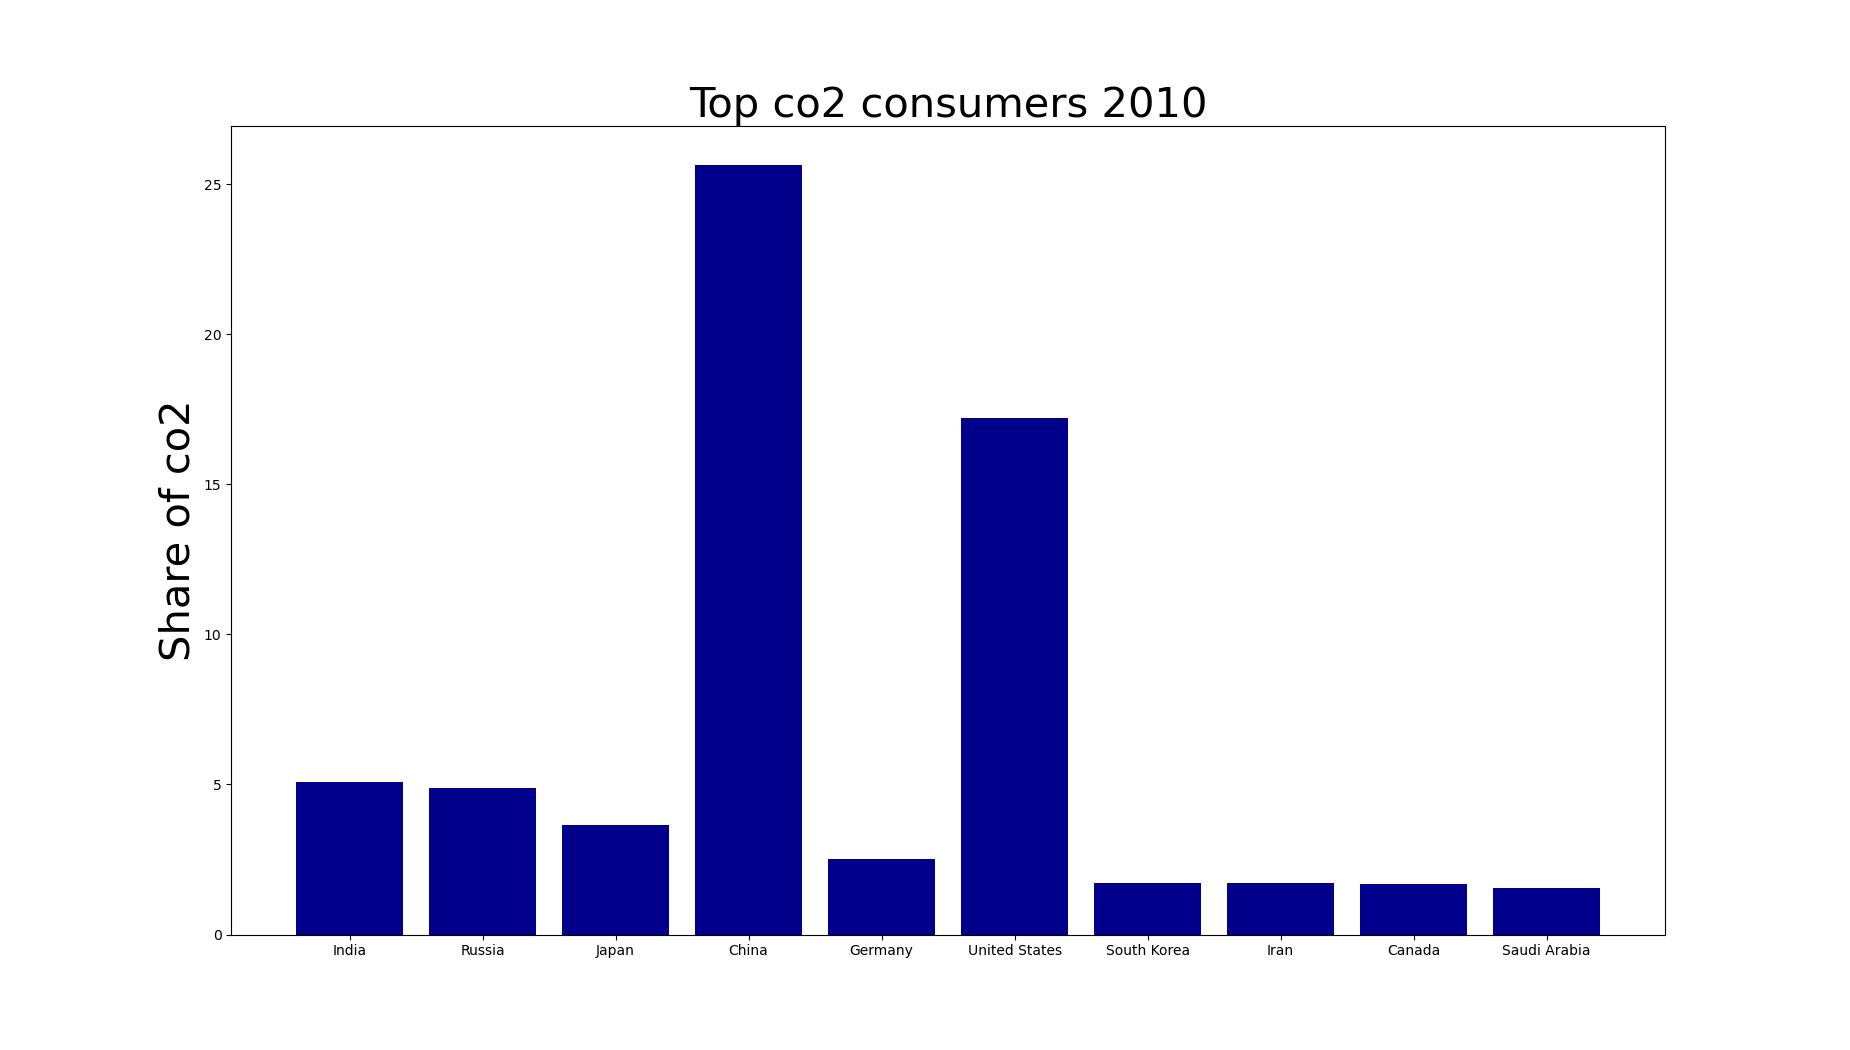 Top co2 consumers 2010
Share of co2
25
20
15
10
5
0
India Russia Japan China Germany United States South Korea Iran Canada Saudi Arabia